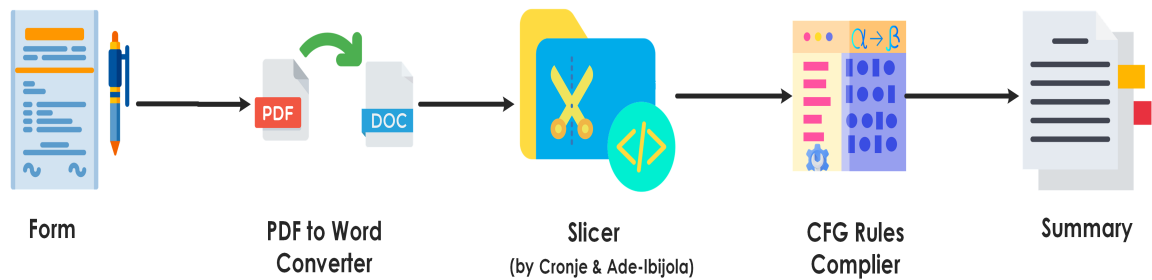 α→β
PDF
DOC
Form
PDF to Word
Converter
Slicer
(by Cronje & Ade-Ibijola)
CFG Rules
Complier
Summary